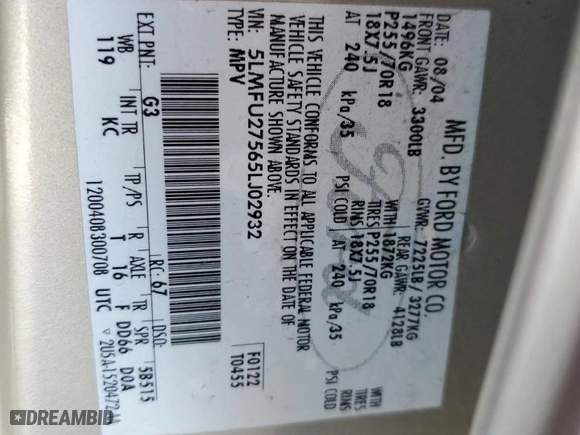 MFD. BY FORD MOTOR CO.
08/04 GVWR: 7225LB/ 3277KG
FRONT GAWR: 3300LB REAR GAWR: 4128LB
1496KG WITH 1872KG WITH
P255/70R18 TIRES P255/70R18 TIRES
18X7.5J RIMS 18X7.5J RIMS
AT 240 kPa/35 PSI COLD AT 240 kPa/35 PSI COLD
THIS VEHICLE CONFORMS TO ALL APPLICABLE FEDERAL MOTOR
VEHICLE SAFETY STANDARDS IN EFFECT ON THE DATE OF
MANUFACTURE SHOWN ABOVE.
VIN: 5LMFU27565LJ02932 F0122
TYPE: MPV T0455
EXT PNT: G3 RC: 67 DSO:
WB INT TR TP/PS R AXLE TR SPR 5B515
119 KC T 16 F DD66 DOA
1200408300708 UTC
DREAMBID